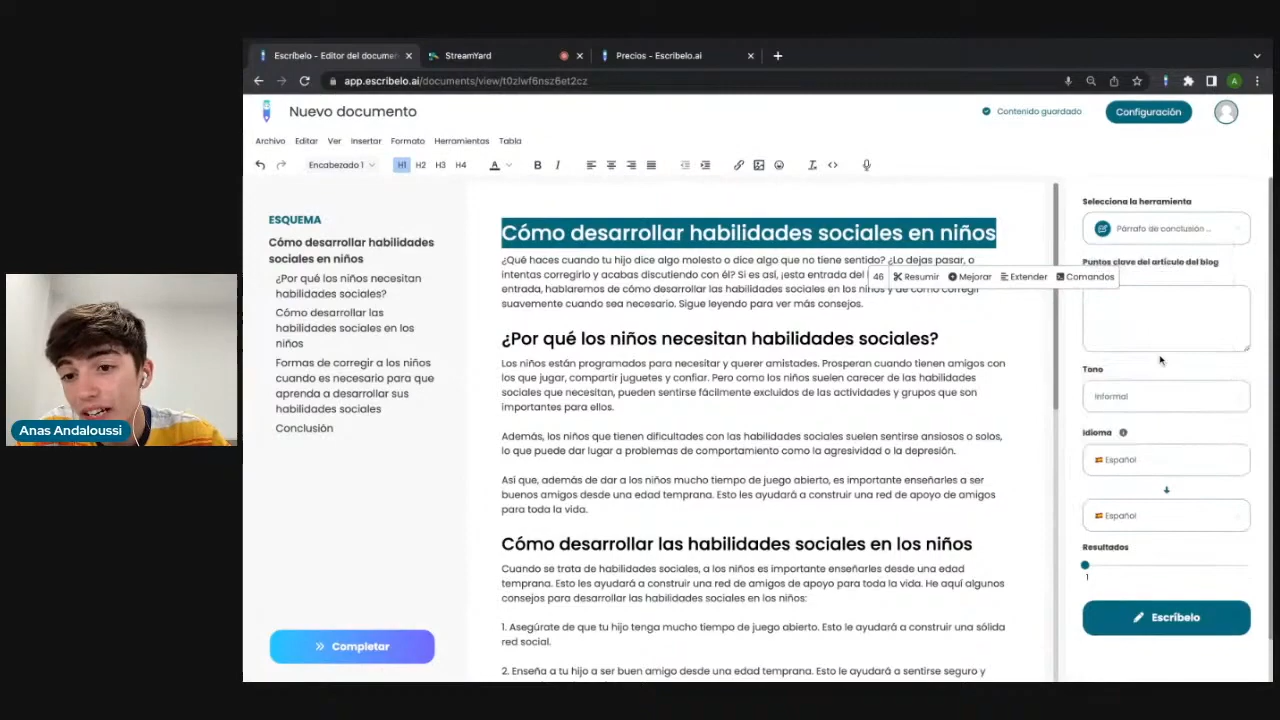 Escríbelo - Editor del documen
StreamYard
Precios - Escríbelo.ai
app.escribelo.ai/documents/view/t0zlwf6nsz6et2cz
A
Nuevo documento
Contenido guardado
Configuración
Archivo Editar Ver Insertar Formato Herramientas Tabla
Encabezado 1 H1 H2 H3 H4 A B I
ESQUEMA
Cómo desarrollar habilidades
sociales en niños
¿Por qué los niños necesitan
habilidades sociales?
Cómo desarrollar las
habilidades sociales en los
niños
Formas de corregir a los niños
cuando es necesario para que
aprenda a desarrollar sus
habilidades sociales
Conclusión
Completar
Cómo desarrollar habilidades sociales en niños
¿Qué haces cuando tu hijo dice algo molesto o dice algo que no tiene sentido? ¿Lo dejas pasar, o
intentas corregirlo y acabas discutiendo con él? Si es así, ¡esta entrada del
46 Resumir Mejorar Extender Comandos
entrada, hablaremos de cómo desarrollar las habilidades sociales en los niños y de cómo corregir
suavemente cuando sea necesario. Sigue leyendo para ver más consejos.
¿Por qué los niños necesitan habilidades sociales?
Los niños están programados para necesitar y querer amistades. Prosperan cuando tienen amigos con
los que jugar, compartir juguetes y confiar. Pero como los niños suelen carecer de las habilidades
sociales que necesitan, pueden sentirse fácilmente excluidos de las actividades y grupos que son
importantes para ellos.
Además, los niños que tienen dificultades con las habilidades sociales suelen sentirse ansiosos o solos,
lo que puede dar lugar a problemas de comportamiento como la agresividad o la depresión.
Así que, además de dar a los niños mucho tiempo de juego abierto, es importante enseñarles a ser
buenos amigos desde una edad temprana. Esto les ayudará a construir una red de apoyo de amigos
para toda la vida.
Cómo desarrollar las habilidades sociales en los niños
Cuando se trata de habilidades sociales, a los niños es importante enseñarles desde una edad
temprana. Esto les ayudará a construir una red de amigos de apoyo para toda la vida. He aquí algunos
consejos para desarrollar las habilidades sociales en los niños:
1. Asegúrate de que tu hijo tenga mucho tiempo de juego abierto. Esto le ayudará a construir una sólida
red social.
2. Enseña a tu hijo a ser buen amigo desde una edad temprana. Esto le ayudará a sentirse seguro y
Selecciona la herramienta
Párrafo de conclusión ...
Puntos clave del artículo del blog
Tono
Informal
Idioma
Español
Español
Resultados
1
Escríbelo
Anas Andaloussi